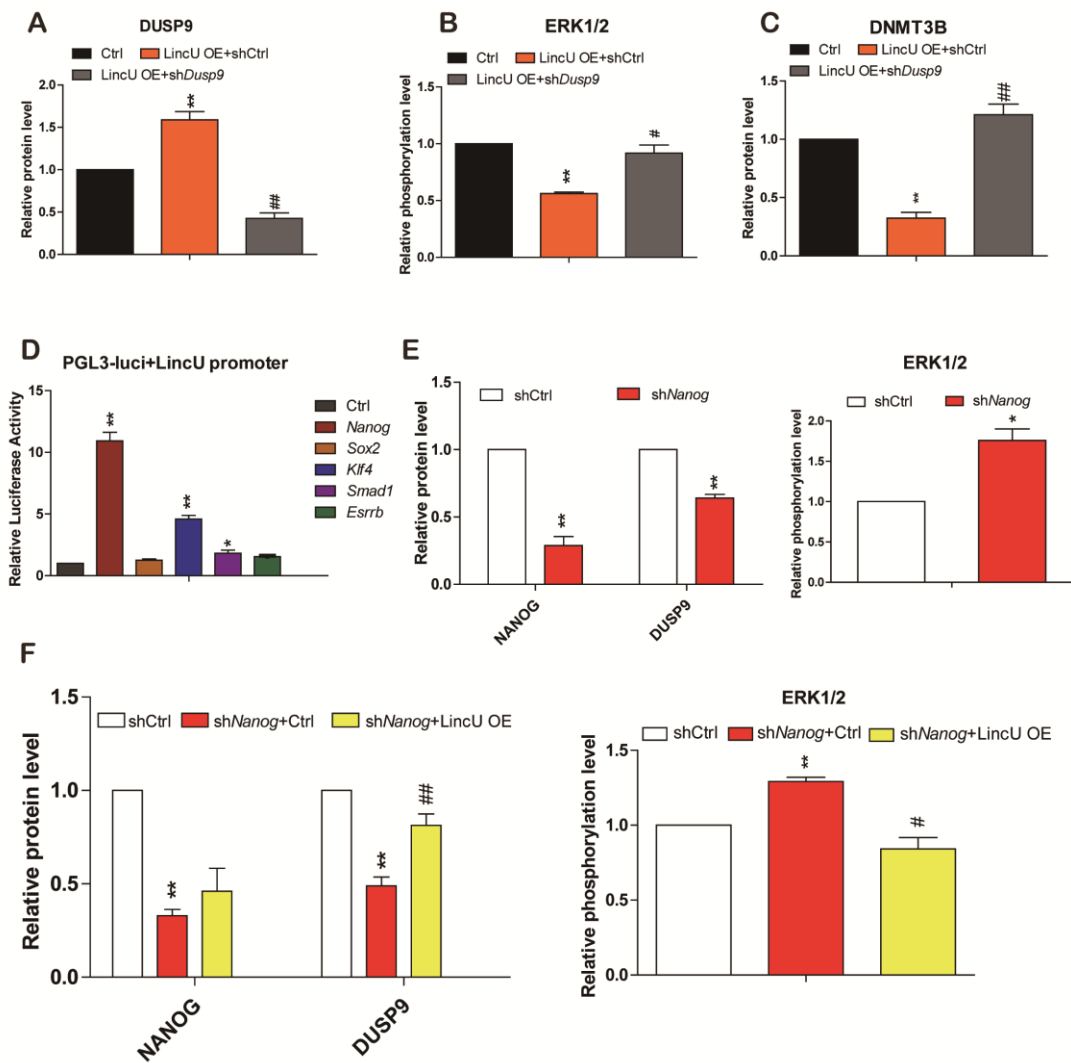 A
DUSP9
Ctrl LincU OE+shCtrl
LincU OE+shDusp9
Relative protein level
2.0
1.5
1.0
0.5
0.0
**
##
B
ERK1/2
Ctrl
LincU OE+shCtrl
LincU OE+shDusp9
Relative phosphorylation level
1.5
1.0
0.5
0.0
**
#
C
DNMT3B
Ctrl LincU OE+shCtrl
LincU OE+shDusp9
Relative protein level
1.5
1.0
0.5
0.0
**
##
D
PGL3-luci+LincU promoter
Relative Luciferase Activity
15
10
5
0
**
**
*
Ctrl
Nanog
Sox2
Klf4
Smad1
Esrrb
E
shCtrl shNanog
Relative protein level
1.5
1.0
0.5
0.0
**
**
NANOG
DUSP9
ERK1/2
shCtrl shNanog
Relative phosphorylation level
2.0
1.5
1.0
0.5
0.0
*
F
shCtrl shNanog+Ctrl shNanog+LincU OE
Relative protein level
1.5
1.0
0.5
0.0
**
**
##
NANOG
DUSP9
ERK1/2
shCtrl shNanog+Ctrl shNanog+LincU OE
Relative phosphorylation level
1.5
1.0
0.5
0.0
**
#